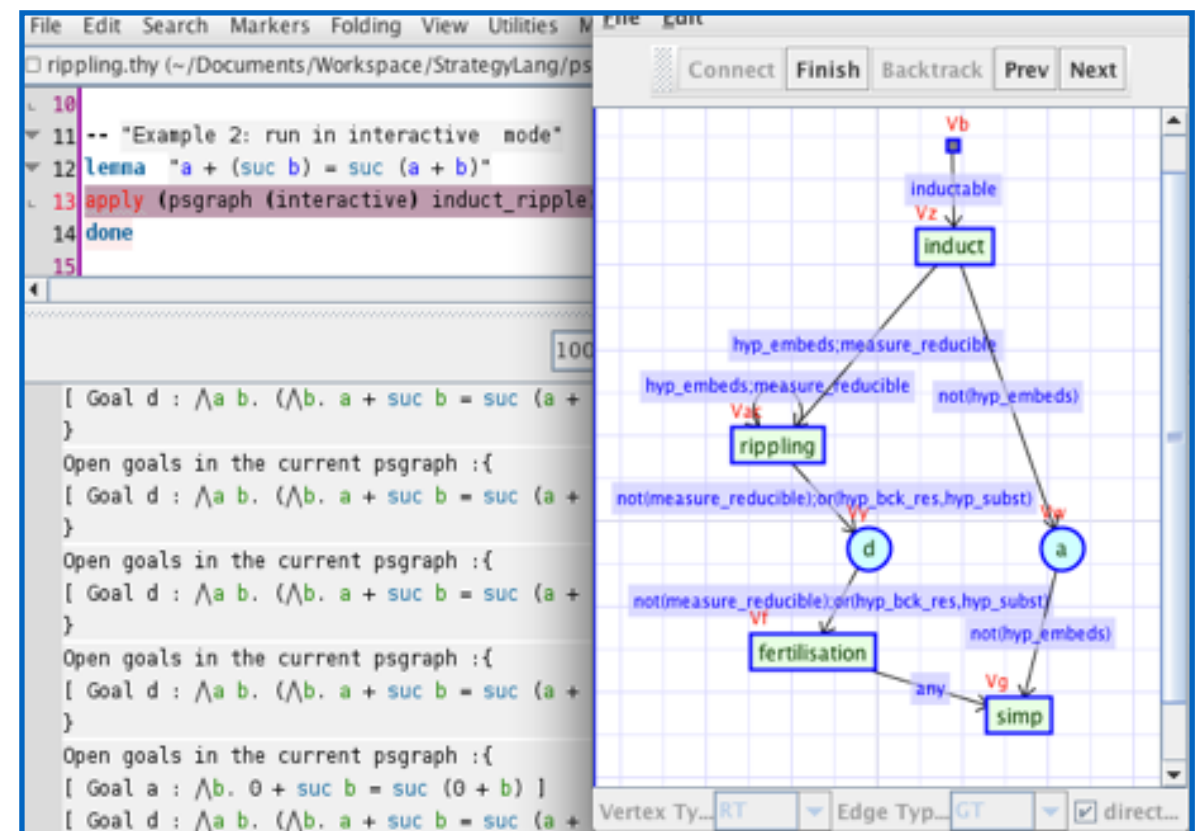 File Edit Search Markers Folding View Utilities M
rippling.thy (~/Documents/Workspace/StrategyLang/ps
10
11 -- "Example 2: run in interactive mode"
12 lemma "a + (suc b) = suc (a + b)"
13 apply (psgraph (interactive) induct_ripple)
14 done
15
100
[ Goal d : ⋀a b. (⋀b. a + suc b = suc (a +
}
Open goals in the current psgraph :{
[ Goal d : ⋀a b. (⋀b. a + suc b = suc (a +
}
Open goals in the current psgraph :{
[ Goal d : ⋀a b. (⋀b. a + suc b = suc (a +
}
Open goals in the current psgraph :{
[ Goal d : ⋀a b. (⋀b. a + suc b = suc (a +
}
Open goals in the current psgraph :{
[ Goal a : ⋀b. 0 + suc b = suc (0 + b) ]
[ Goal d : ⋀a b. (⋀b. a + suc b = suc (a +
File Edit
Connect Finish Backtrack Prev Next
Vb
inductable
Vz
induct
hyp_embeds;measure_reducible
hyp_embeds;measure_reducible
not(hyp_embeds)
rippling
not(measure_reducible);or(hyp_bck_res,hyp_subst)
Vy Vw
d a
not(measure_reducible);or(hyp_bck_res,hyp_subst)
Vf
not(hyp_embeds)
fertilisation
any
Vg
simp
Vertex Ty... RT Edge Typ... GT direct...